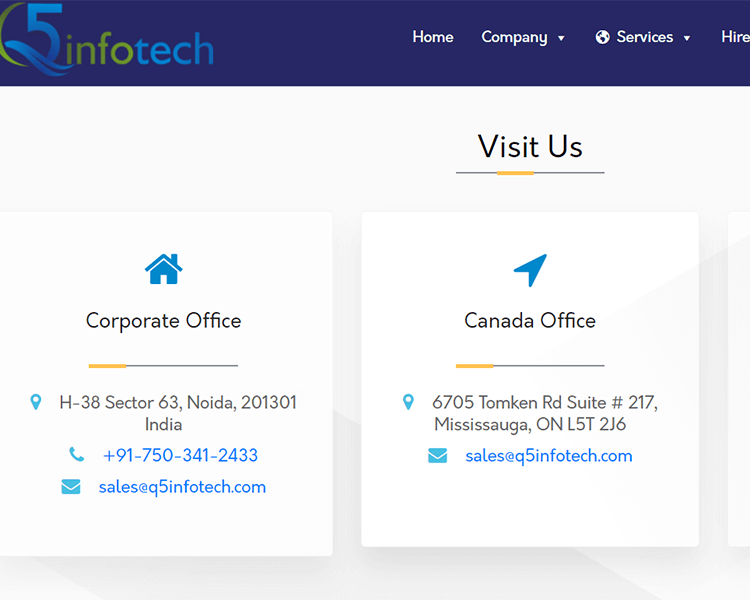 Q5infotech
Home Company Services Hire
Visit Us
Corporate Office
H-38 Sector 63, Noida, 201301
India
+91-750-341-2433
sales@q5infotech.com
Canada Office
6705 Tomken Rd Suite # 217,
Mississauga, ON L5T 2J6
sales@q5infotech.com